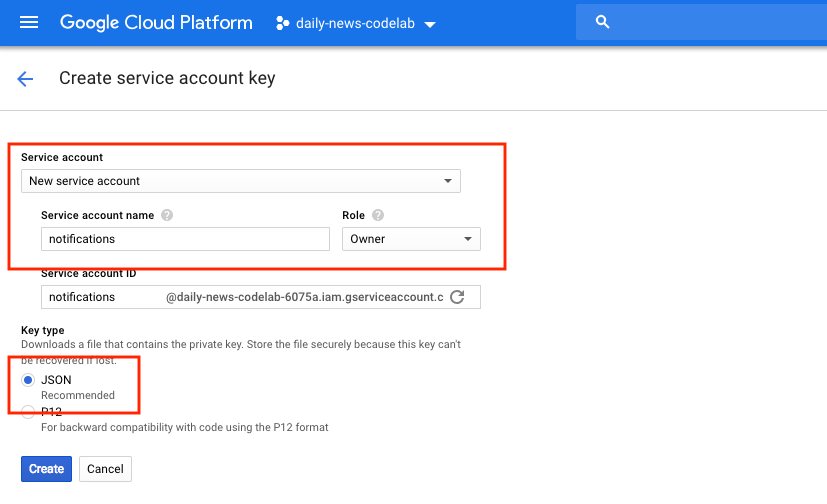 Google Cloud Platform daily-news-codelab
Create service account key
Service account
New service account
Service account name ? Role ?
notifications Owner
Service account ID
notifications @daily-news-codelab-6075a.iam.gserviceaccount.c
Key type
Downloads a file that contains the private key. Store the file securely because this key can't
be recovered if lost.
JSON
Recommended
P12
For backward compatibility with code using the P12 format
Create Cancel